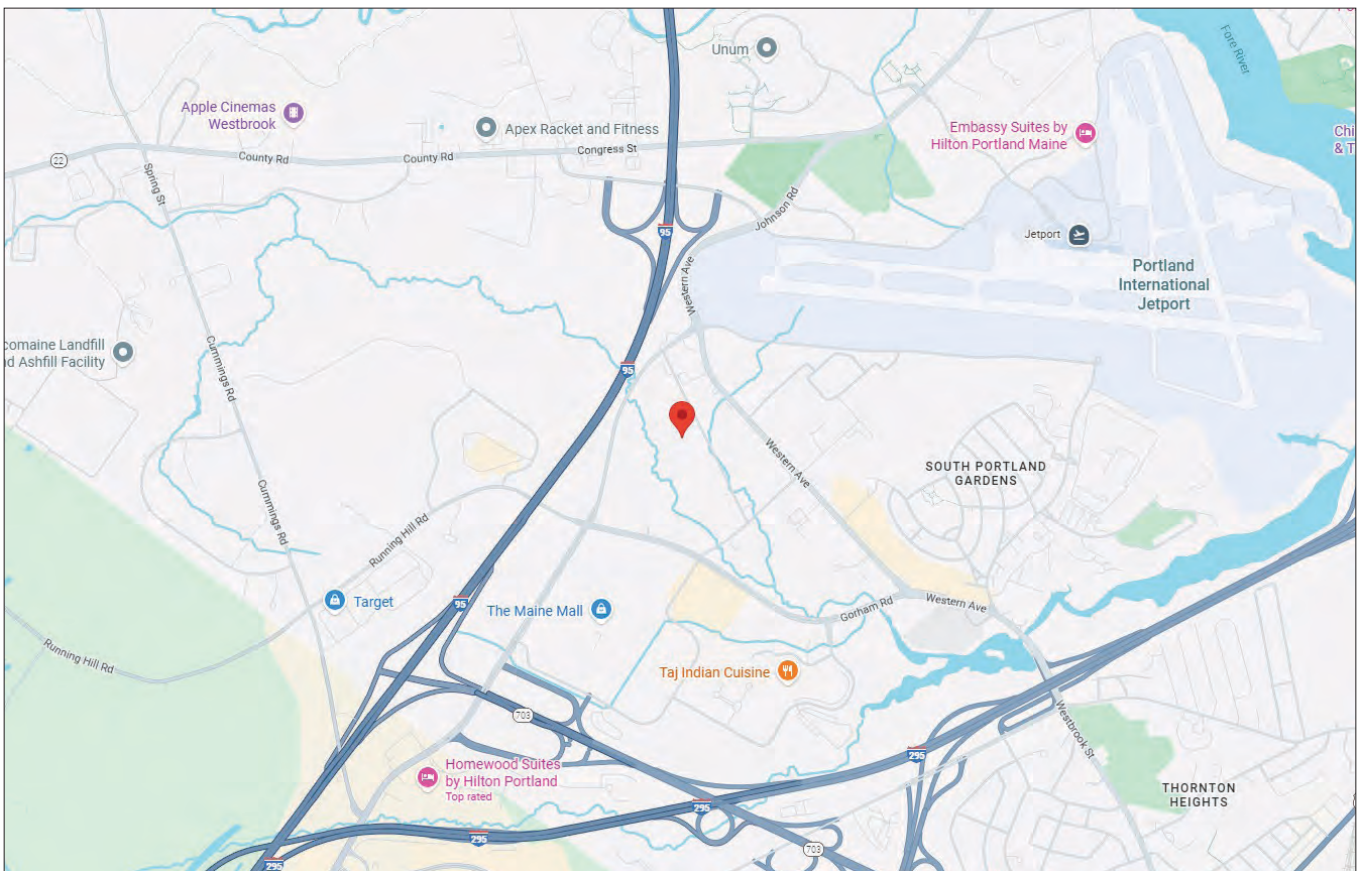 Unum
Fore River
Apple Cinemas
Westbrook
Apex Racket and Fitness
Embassy Suites by
Hilton Portland Maine
Chi
& T
22
County Rd
County Rd
Congress St
Spring St
Johnson Rd
95
Jetport
Portland
International
Jetport
Western Ave
comaine Landfill
nd Ashfill Facility
Cummings Rd
95
Western Ave
SOUTH PORTLAND
GARDENS
Cummings Rd
Running Hill Rd
Target
95
The Maine Mall
Gorham Rd
Western Ave
Running Hill Rd
Taj Indian Cuisine
703
Westbrook St
295
Homewood Suites
by Hilton Portland
Top rated
THORNTON
HEIGHTS
295
295
703
295